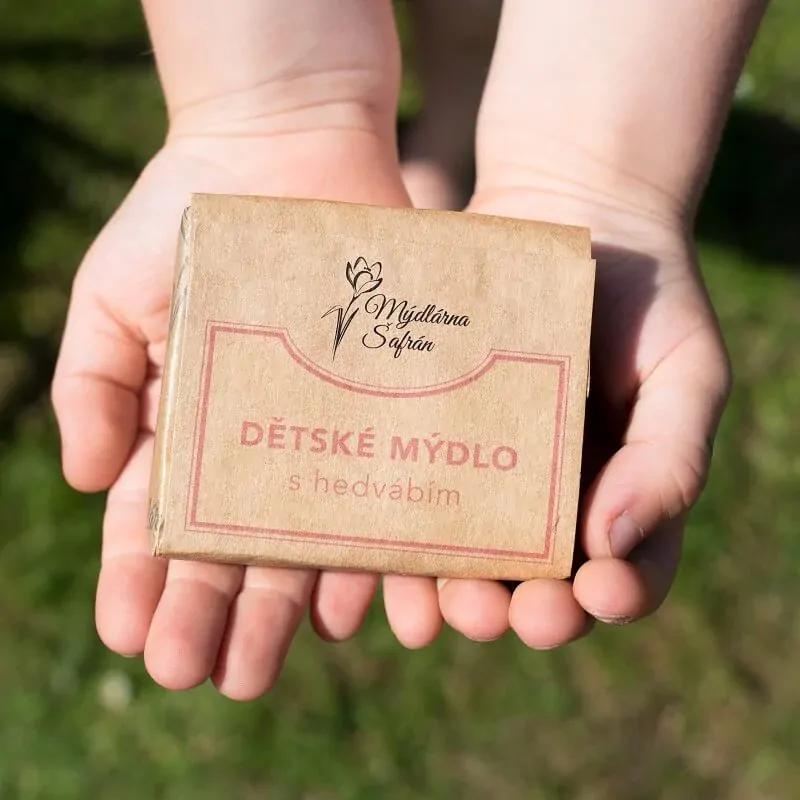 Mýdlárna
Šafrán
DĚTSKÉ MÝDLO
s hedvábím